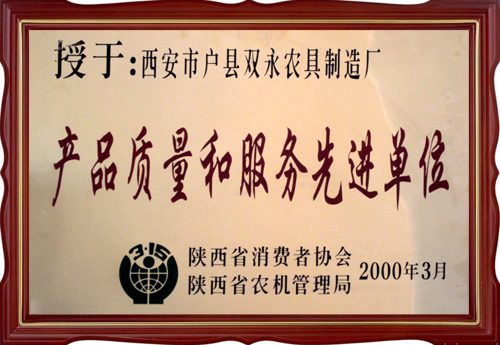 授于:西安市户县双永农具制造厂
产品质量和服务先进单位
3·15
陕西省消费者协会
陕西省农机管理局
2000年3月